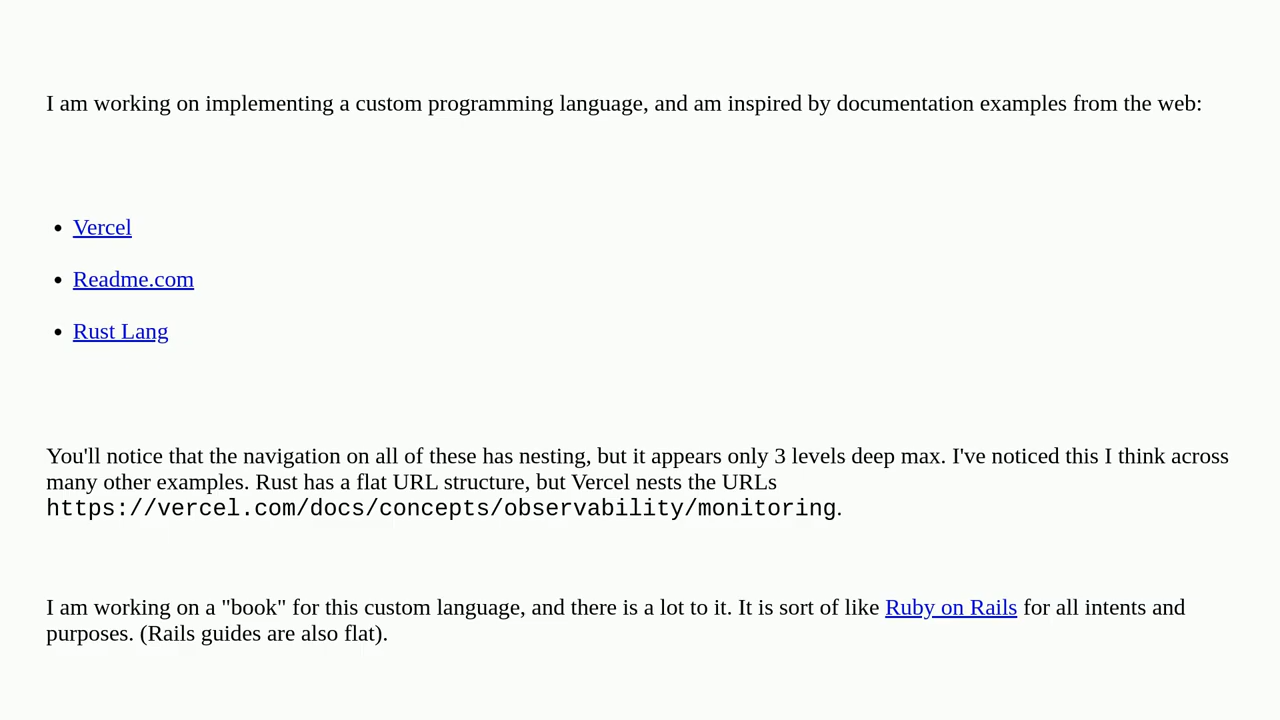 I am working on implementing a custom programming language, and am inspired by documentation examples from the web:
• Vercel
• Readme.com
• Rust Lang
You'll notice that the navigation on all of these has nesting, but it appears only 3 levels deep max. I've noticed this I think across
many other examples. Rust has a flat URL structure, but Vercel nests the URLs
https://vercel.com/docs/concepts/observability/monitoring.
I am working on a "book" for this custom language, and there is a lot to it. It is sort of like Ruby on Rails for all intents and
purposes. (Rails guides are also flat).